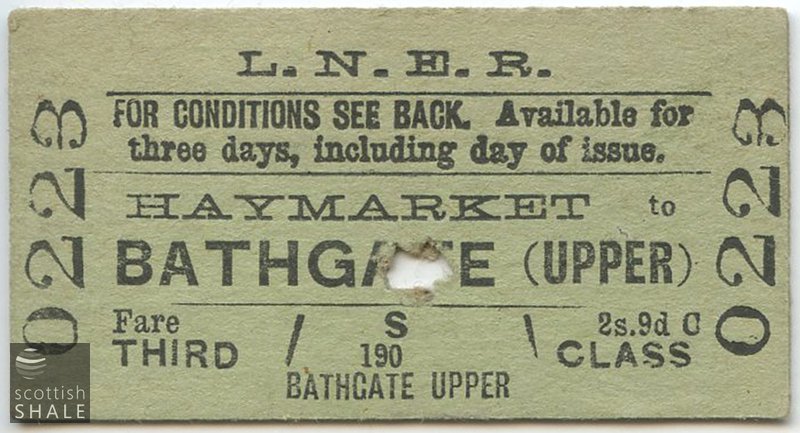 L. N. E. R.
FOR CONDITIONS SEE BACK. Available for
three days, including day of issue.
HAYMARKET to
BATHGATE (UPPER)
Fare / S \ 2s.9d C
THIRD 190 CLASS
BATHGATE UPPER
0223
0223
scottish
SHALE